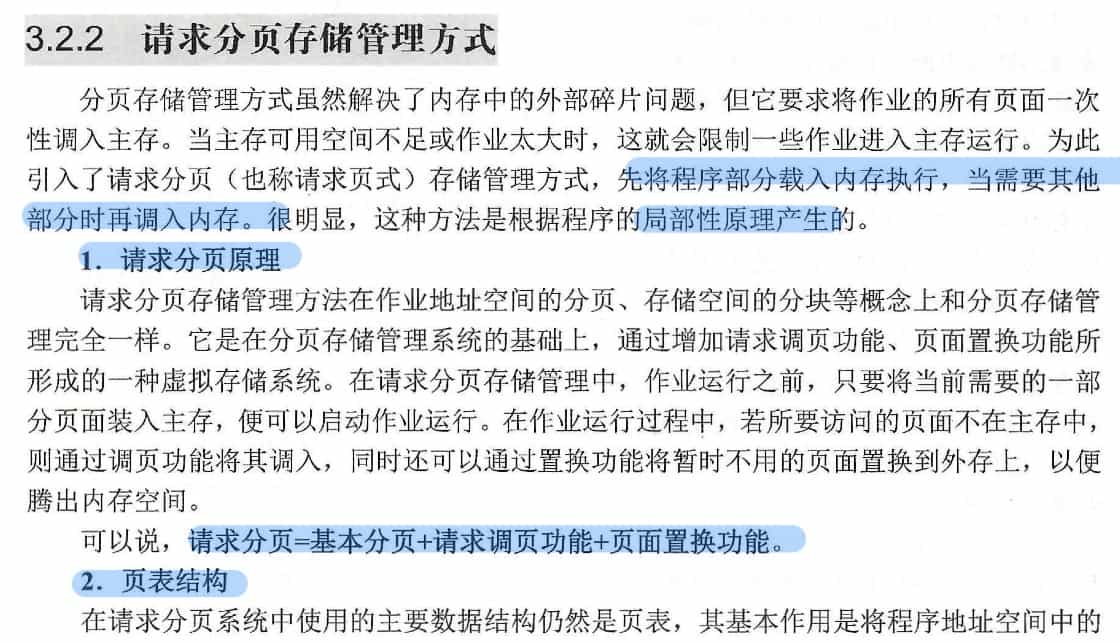 3.2.2 请求分页存储管理方式
分页存储管理方式虽然解决了内存中的外部碎片问题，但它要求将作业的所有页面一次
性调入主存。当主存可用空间不足或作业太大时，这就会限制一些作业进入主存运行。为此
引入了请求分页（也称请求页式）存储管理方式，先将程序部分载入内存执行，当需要其他
部分时再调入内存。很明显，这种方法是根据程序的局部性原理产生的。
1．请求分页原理
请求分页存储管理方法在作业地址空间的分页、存储空间的分块等概念上和分页存储管
理完全一样。它是在分页存储管理系统的基础上，通过增加请求调页功能、页面置换功能所
形成的一种虚拟存储系统。在请求分页存储管理中，作业运行之前，只要将当前需要的一部
分页面装入主存，便可以启动作业运行。在作业运行过程中，若所要访问的页面不在主存中，
则通过调页功能将其调入，同时还可以通过置换功能将暂时不用的页面置换到外存上，以便
腾出内存空间。
可以说，请求分页=基本分页+请求调页功能+页面置换功能。
2．页表结构
在请求分页系统中使用的主要数据结构仍然是页表，其基本作用是将程序地址空间中的